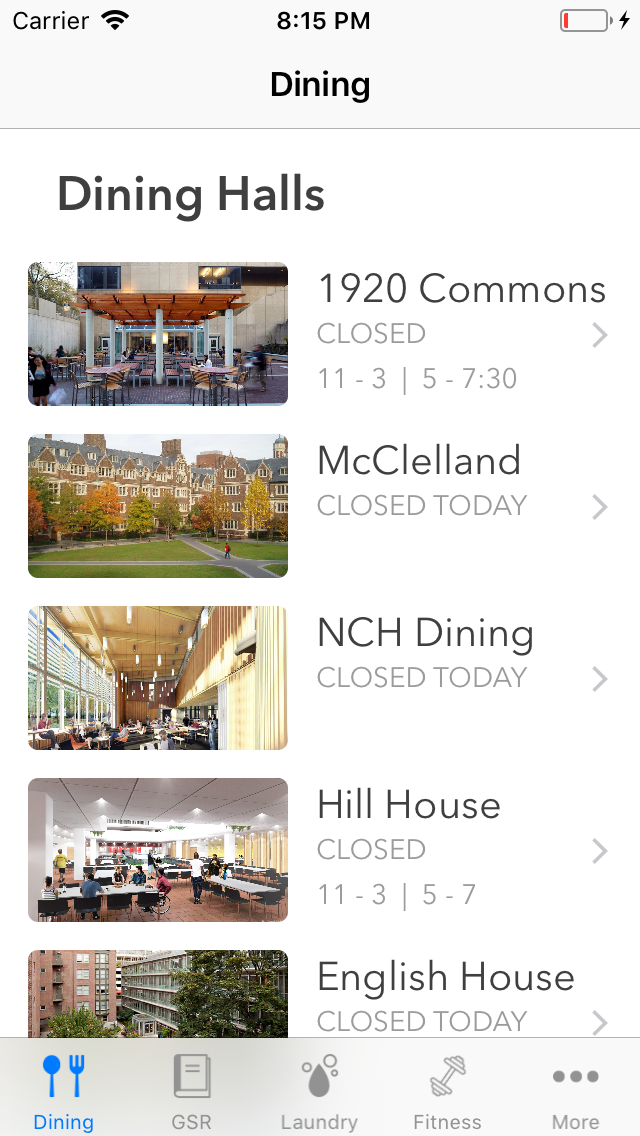 Carrier 8:15 PM
Dining
Dining Halls
1920 Commons
CLOSED
11 - 3 | 5 - 7:30
McClelland
CLOSED TODAY
NCH Dining
CLOSED TODAY
Hill House
CLOSED
11 - 3 | 5 - 7
English House
CLOSED TODAY
Dining GSR Laundry Fitness More